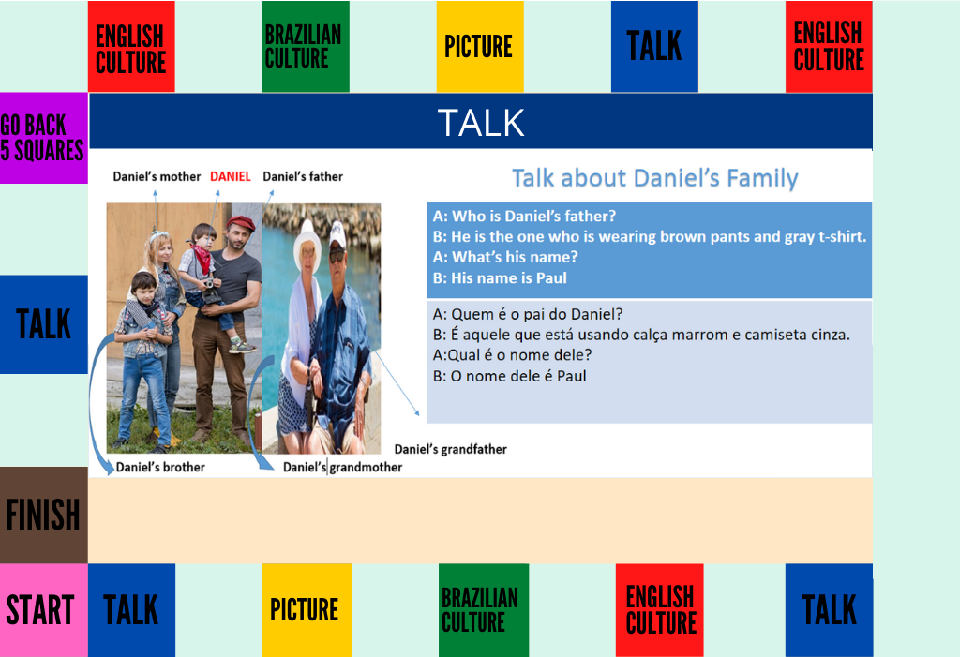 ENGLISH
CULTURE
BRAZILIAN
CULTURE
PICTURE
TALK
ENGLISH
CULTURE
GO BACK
5 SQUARES
TALK
Daniel's mother DANIEL Daniel's father
Talk about Daniel's Family
A: Who is Daniel's father?
B: He is the one who is wearing brown pants and gray t-shirt.
A: What's his name?
B: His name is Paul
A: Quem é o pai do Daniel?
B: É aquele que está usando calça marrom e camiseta cinza.
A:Qual é o nome dele?
B: O nome dele é Paul
Daniel's grandfather
Daniel's brother
Daniel's grandmother
TALK
FINISH
START
TALK
PICTURE
BRAZILIAN
CULTURE
ENGLISH
CULTURE
TALK